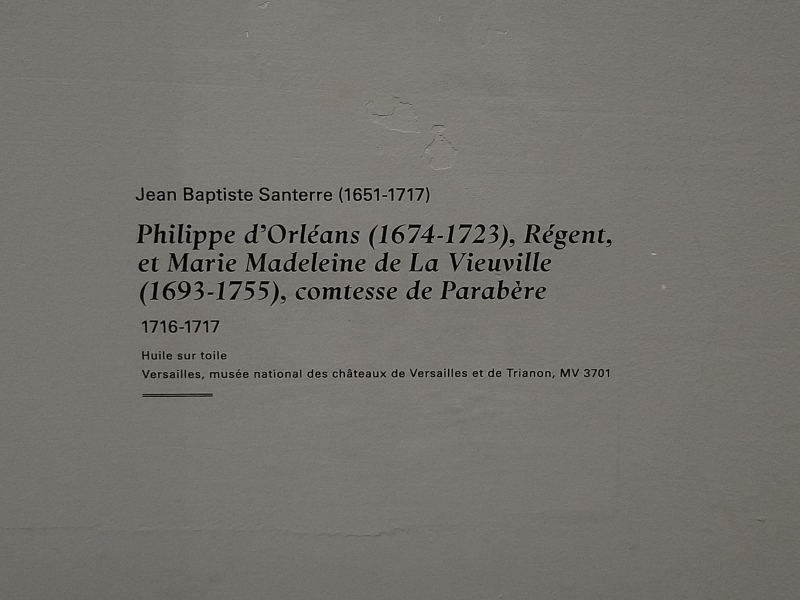 Jean Baptiste Santerre (1651-1717)
Philippe d'Orléans (1674-1723), Régent,
et Marie Madeleine de La Vieuville
(1693-1755), comtesse de Parabère
1716-1717
Huile sur toile
Versailles, musée national des châteaux de Versailles et de Trianon, MV 3701